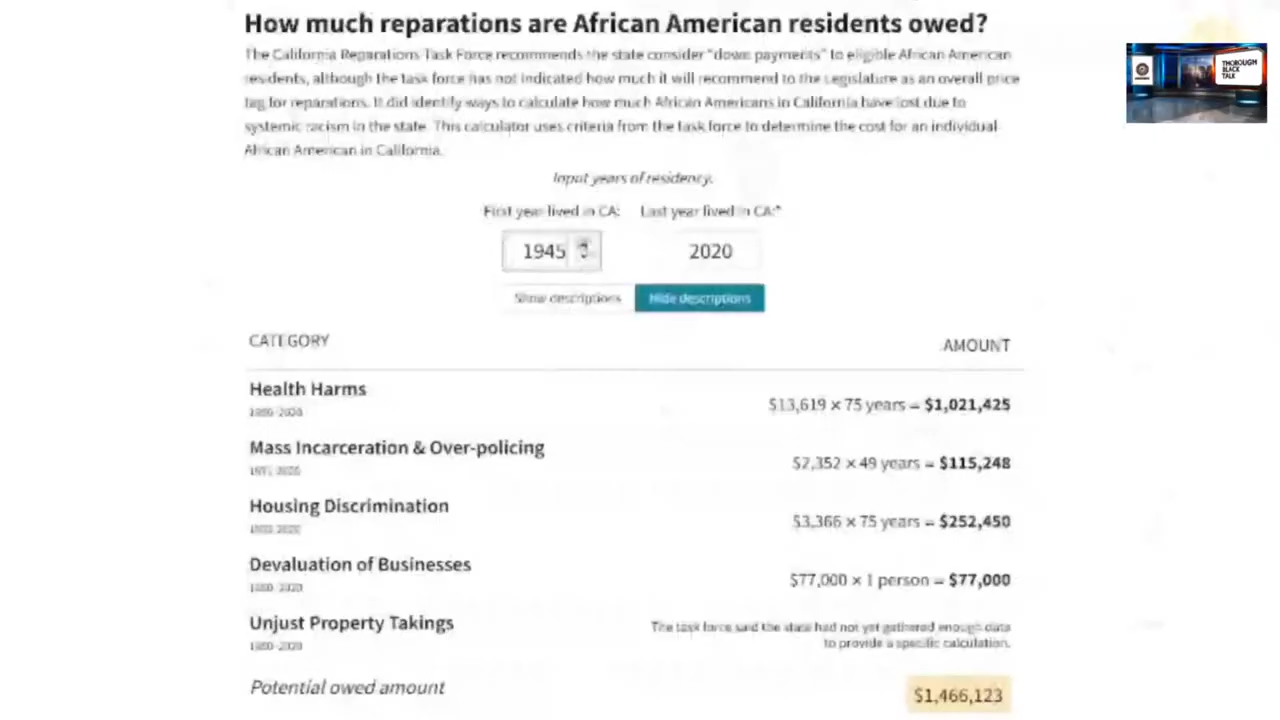 How much reparations are African American residents owed?
The California Reparations Task Force recommends the state consider "down payments" to eligible African American
residents, although the task force has not indicated how much it will recommend to the Legislature as an overall price
tag for reparations. It did identify ways to calculate how much African Americans in California have lost due to
systemic racism in the state. This calculator uses criteria from the task force to determine the cost for an individual
African American in California.
Input years of residency.
First year lived in CA: Last year lived in CA:*
1945 2020
Show descriptions Hide descriptions
CATEGORY AMOUNT
Health Harms
$13,619 × 75 years = $1,021,425
Mass Incarceration & Over-policing
$2,352 × 49 years = $115,248
Housing Discrimination
$3,366 × 75 years = $252,450
Devaluation of Businesses
$77,000 × 1 person = $77,000
Unjust Property Takings
The task force said the state had not yet gathered enough data
to provide a specific calculation.
Potential owed amount $1,466,123
THOROUGH
BLACK
TALK